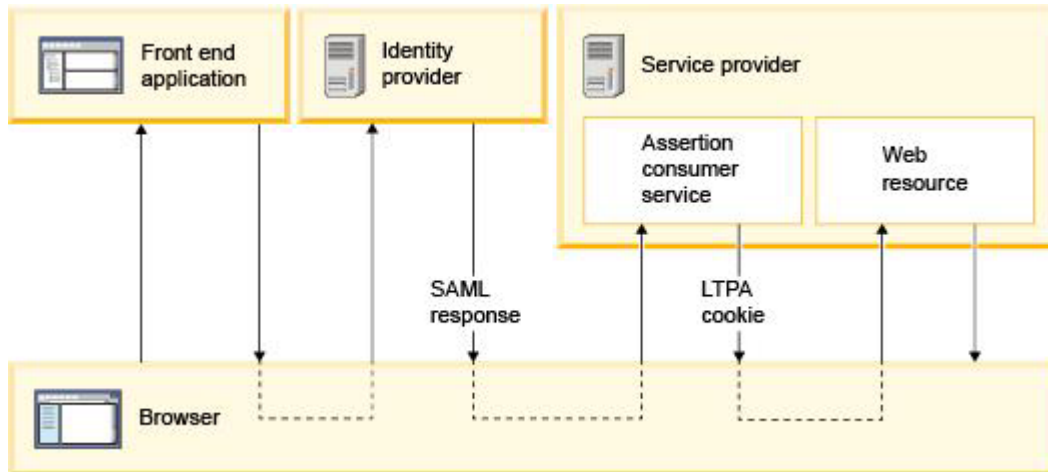 Front end
application
Identity
provider
Service provider
Assertion
consumer
service
Web
resource
SAML
response
LTPA
cookie
Browser